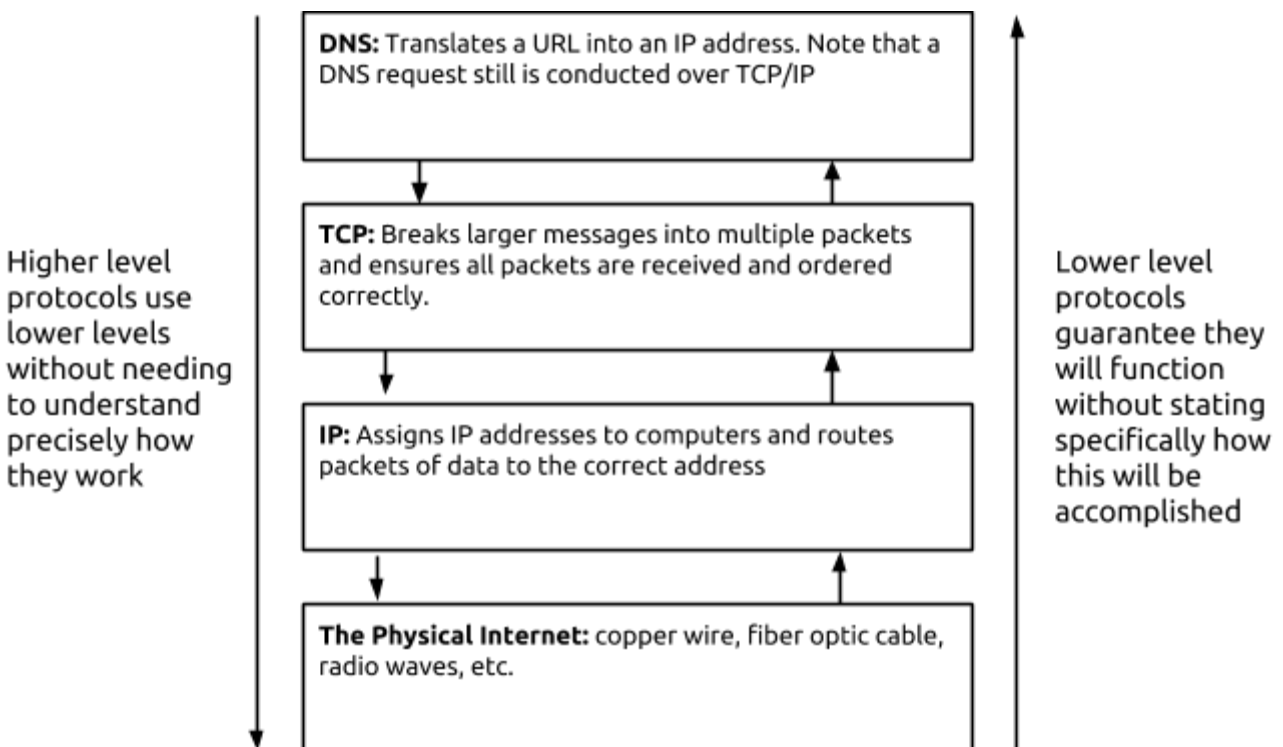 DNS: Translates a URL into an IP address. Note that a
DNS request still is conducted over TCP/IP
TCP: Breaks larger messages into multiple packets
and ensures all packets are received and ordered
correctly.
Higher level
protocols use
lower levels
without needing
to understand
precisely how
they work
Lower level
protocols
guarantee they
will function
without stating
specifically how
this will be
accomplished
IP: Assigns IP addresses to computers and routes
packets of data to the correct address
The Physical Internet: copper wire, fiber optic cable,
radio waves, etc.